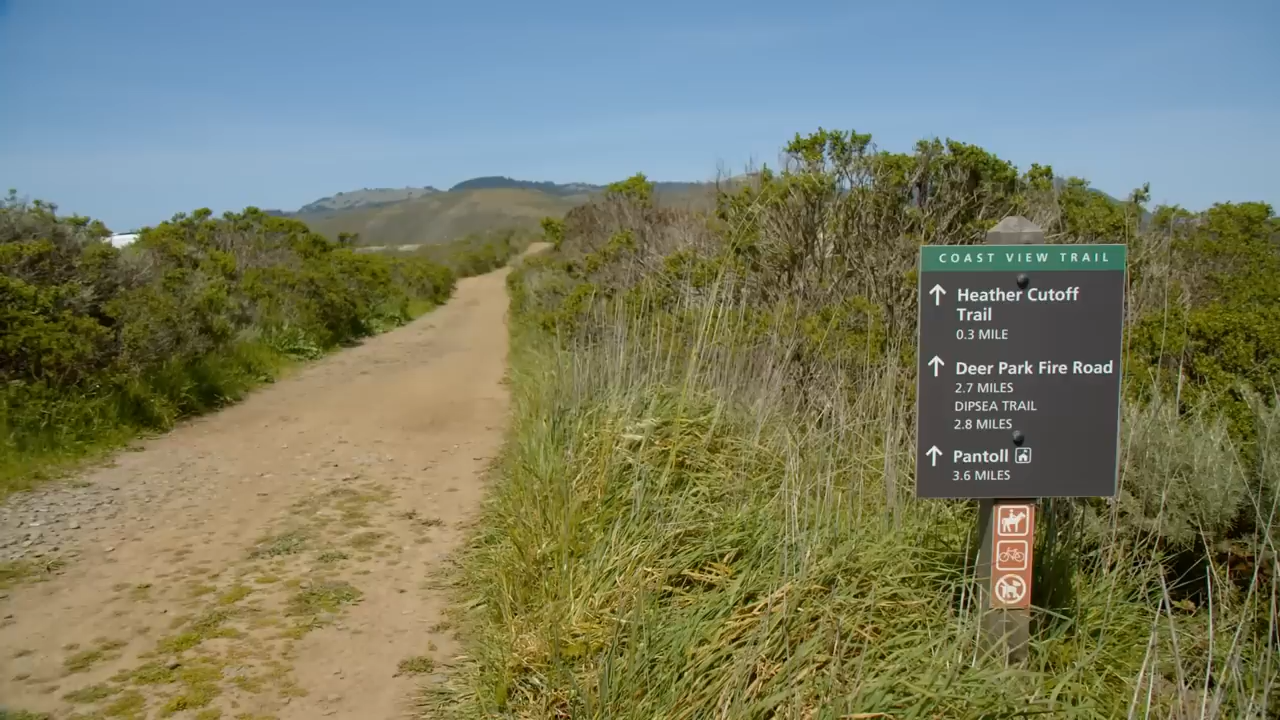 COAST VIEW TRAIL
Heather Cutoff
Trail
0.3 MILE
Deer Park Fire Road
2.7 MILES
DIPSEA TRAIL
2.8 MILES
Pantoll
3.6 MILES